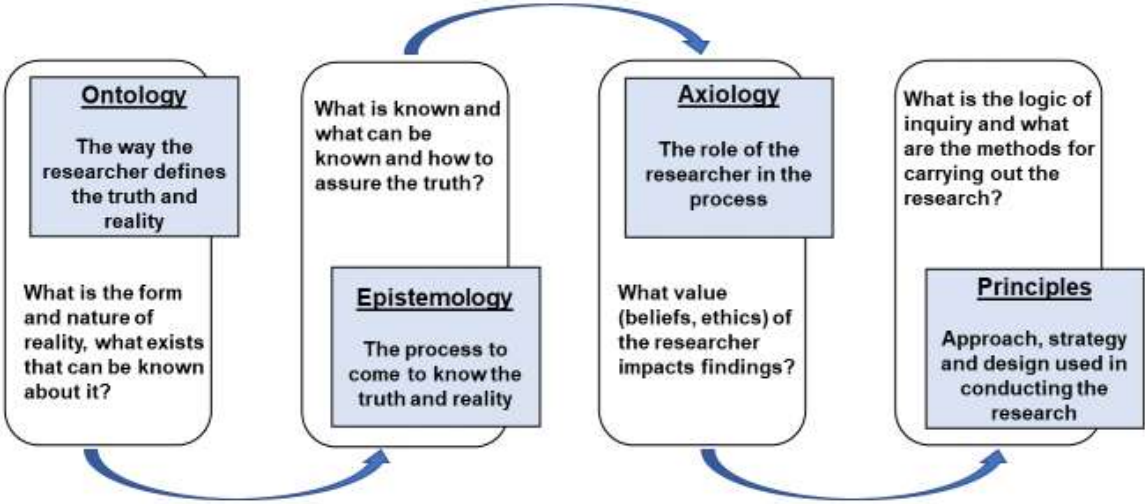 Ontology
The way the
researcher defines
the truth and
reality
What is the form
and nature of
reality, what exists
that can be known
about it?
What is known and
what can be
known and how to
assure the truth?
Epistemology
The process to
come to know the
truth and reality
Axiology
The role of the
researcher in the
process
What value
(beliefs, ethics) of
the researcher
impacts findings?
What is the logic of
inquiry and what
are the methods for
carrying out the
research?
Principles
Approach, strategy
and design used in
conducting the
research